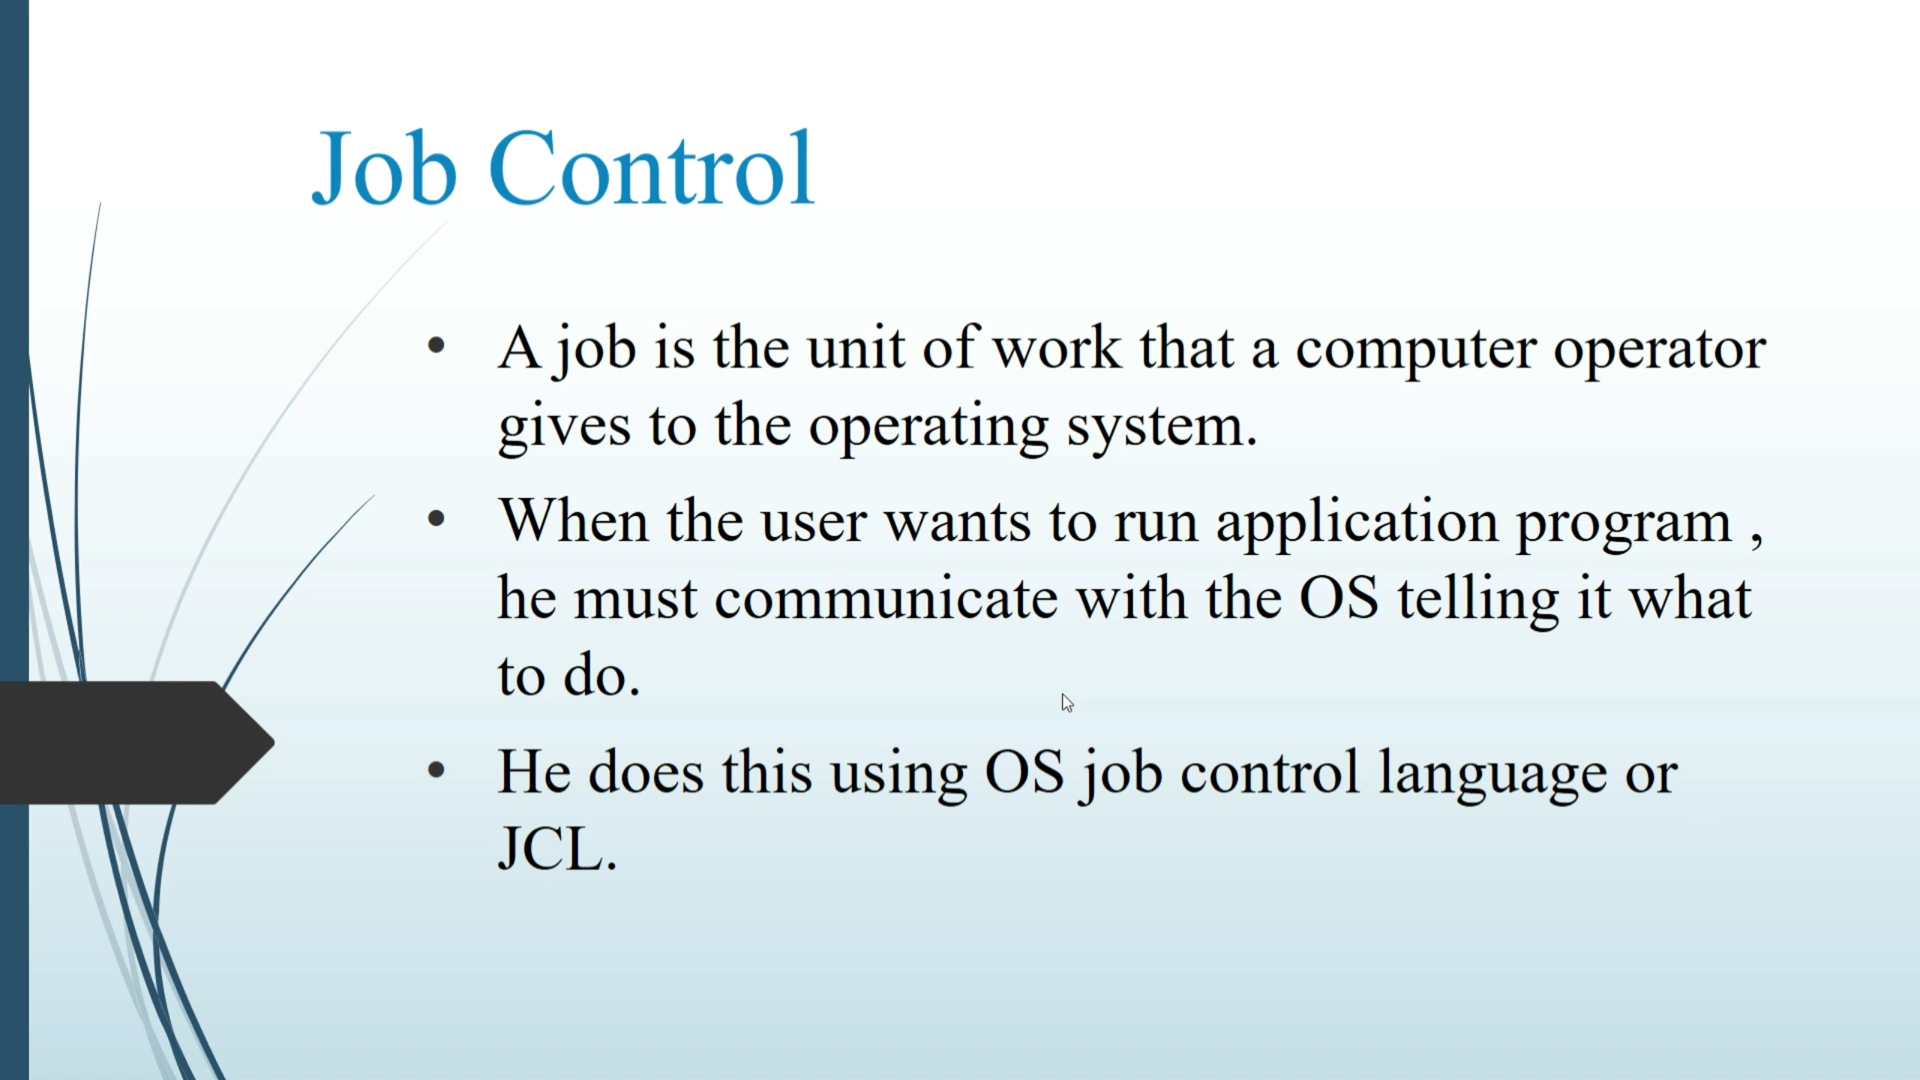 Job Control
• A job is the unit of work that a computer operator
gives to the operating system.
• When the user wants to run application program ,
he must communicate with the OS telling it what
to do.
• He does this using OS job control language or
JCL.